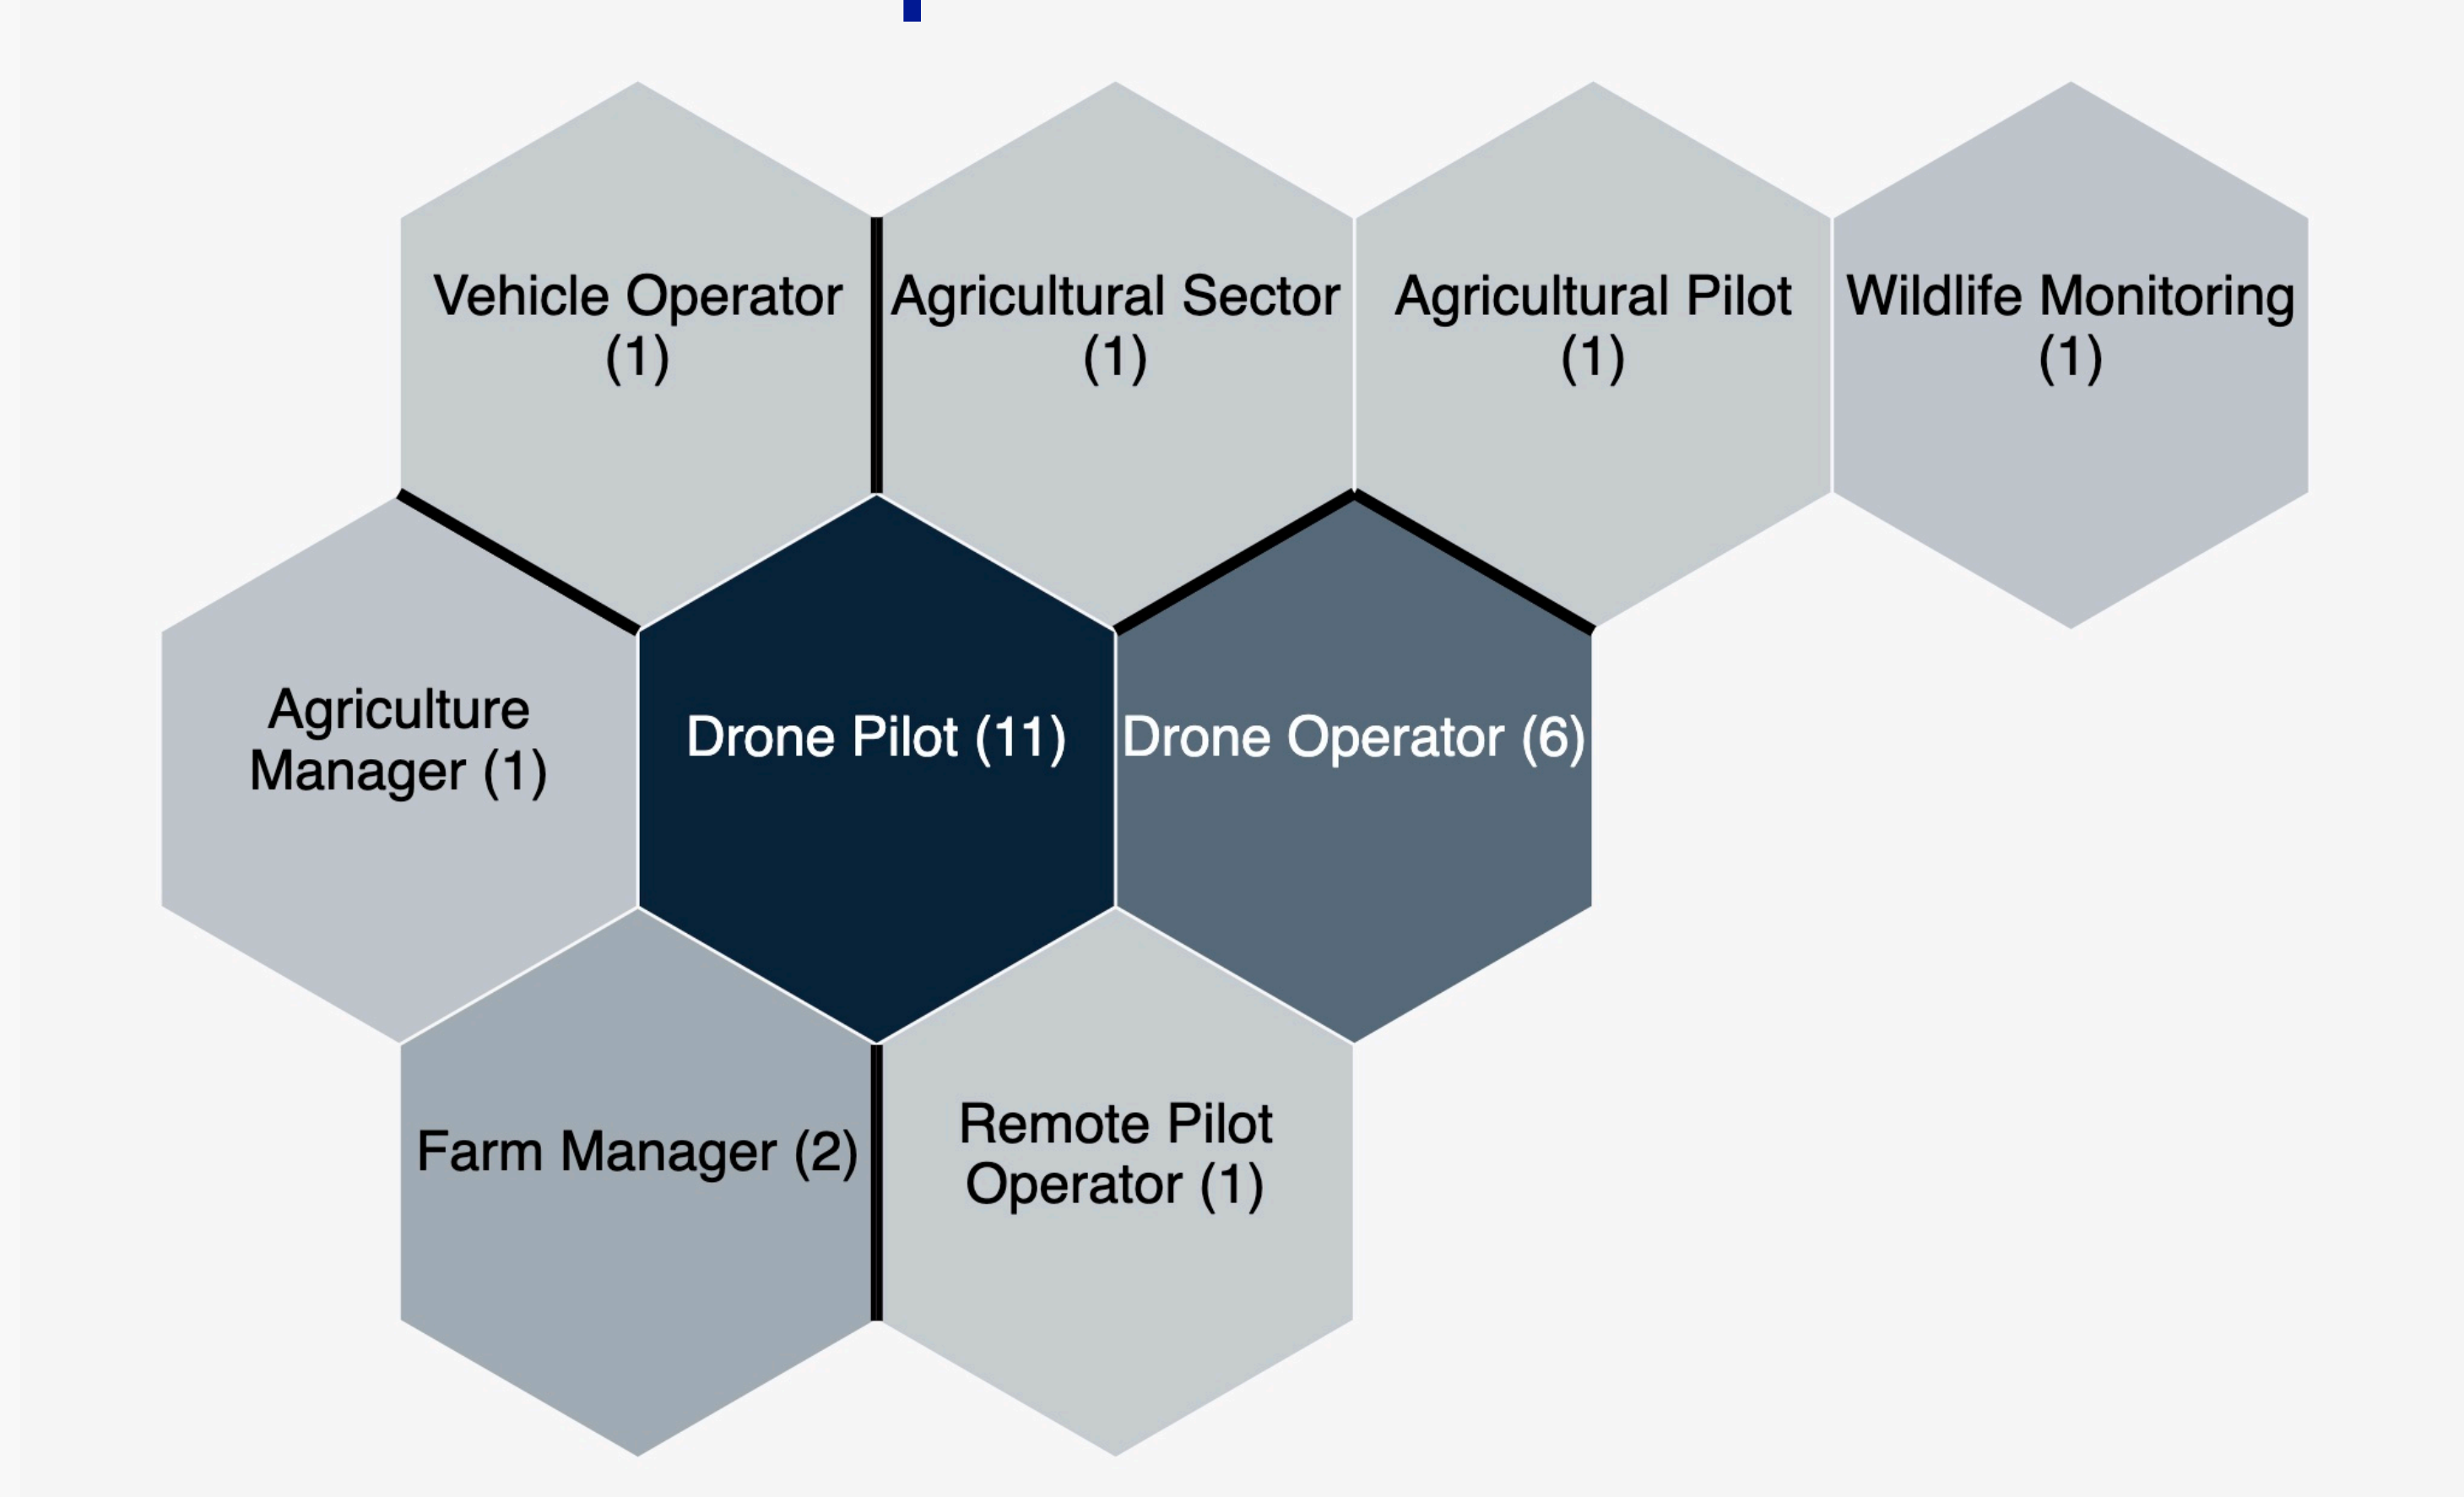 Vehicle Operator
(1)
Agricultural Sector
(1)
Agricultural Pilot
(1)
Wildlife Monitoring
(1)
Agriculture
Manager (1)
Drone Pilot (11)
Drone Operator (6)
Farm Manager (2)
Remote Pilot
Operator (1)